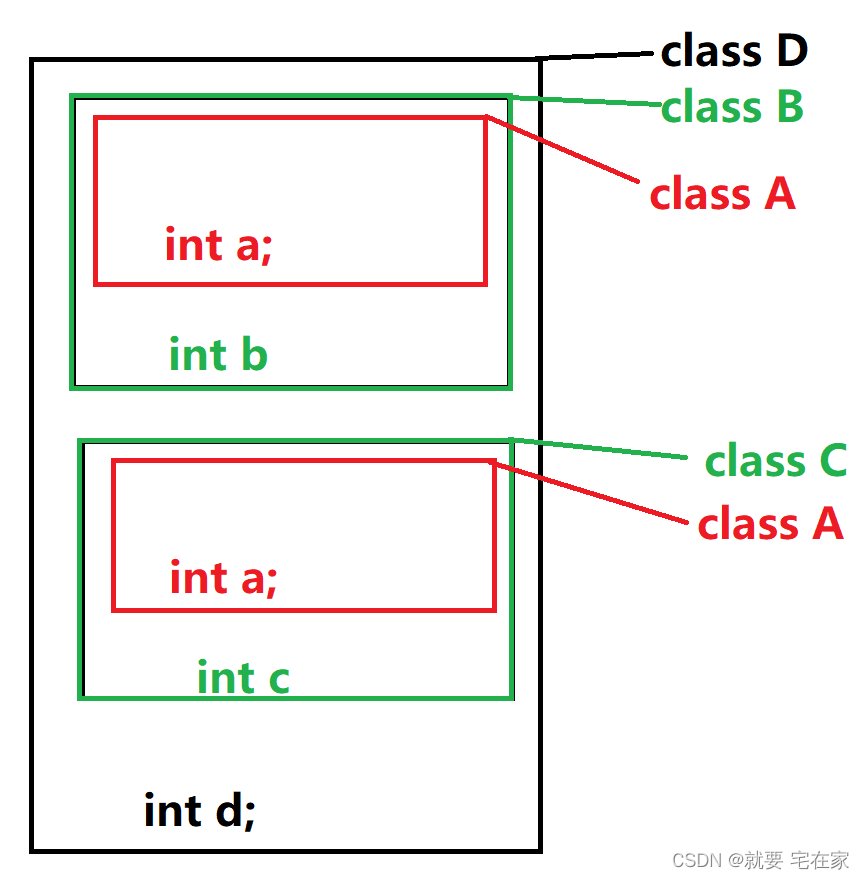 class D
class B
class A
int a;
int b
class C
class A
int a;
int c
int d;
CSDN @就要 宅在家